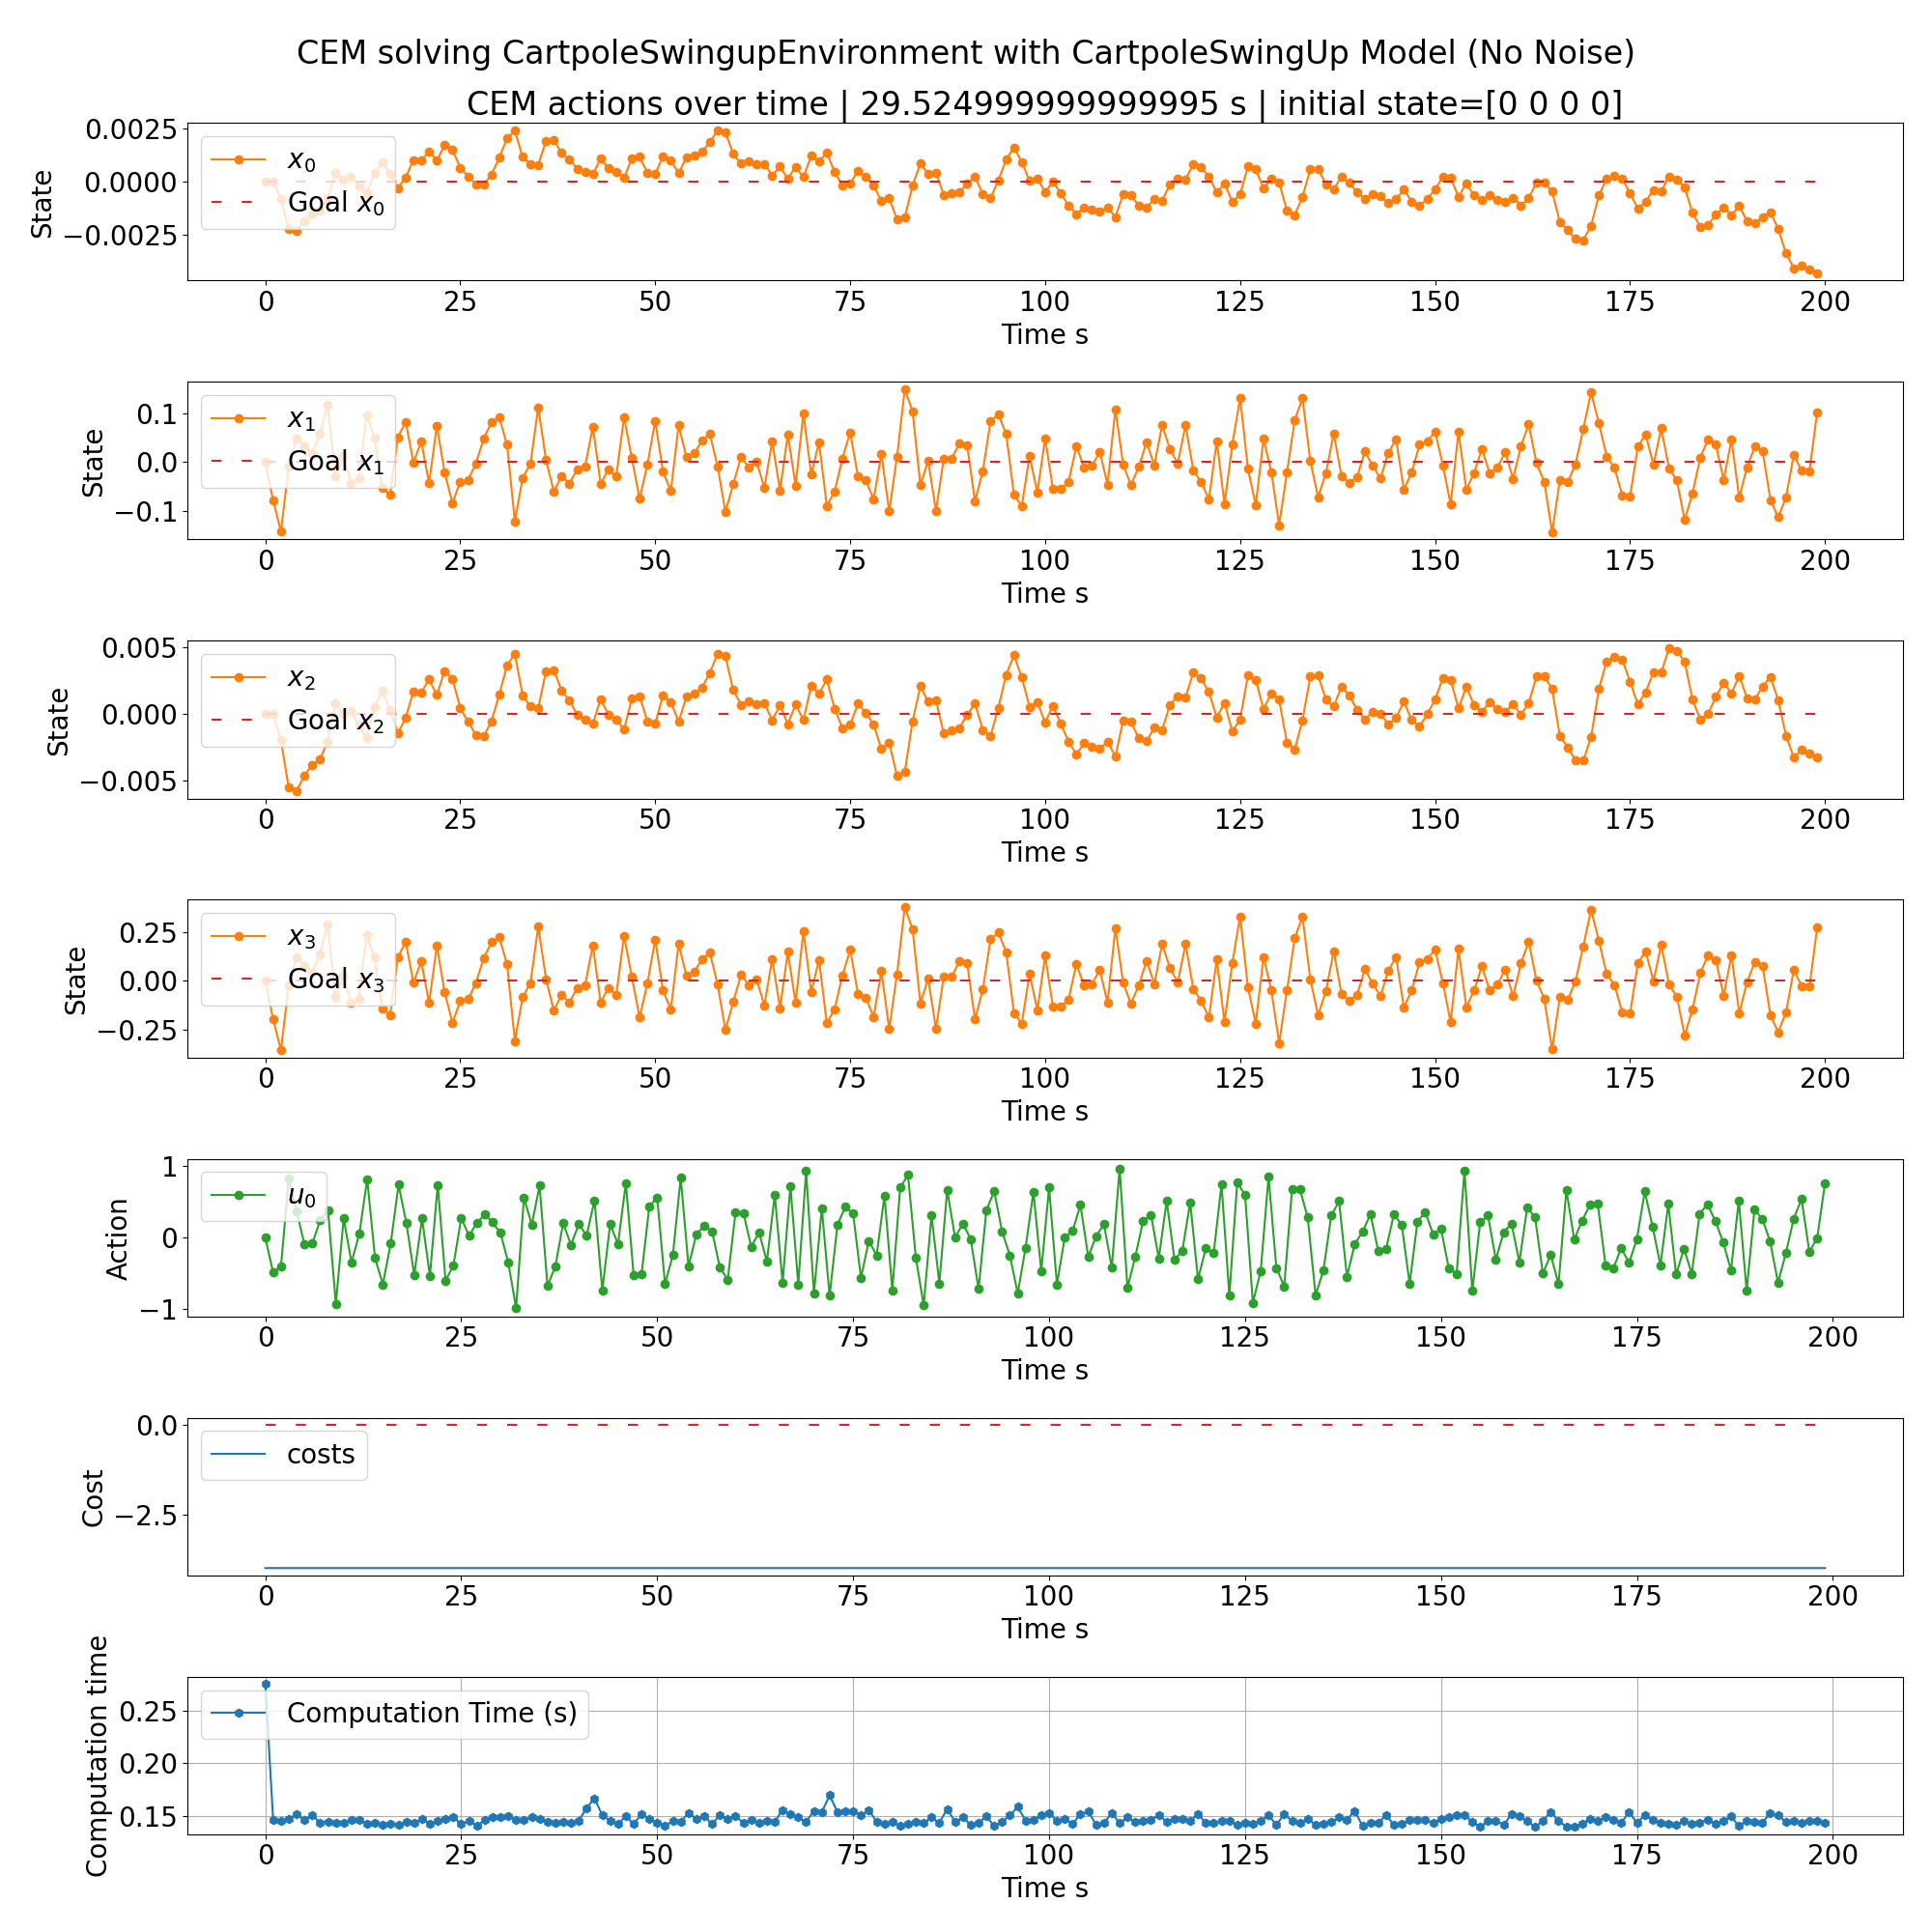 CEM solving CartpoleSwingupEnvironment with CartpoleSwingUp Model (No Noise)
CEM actions over time | 29.524999999999995 s | initial state=[0 0 0 0]
State
0.0025
0.0000
−0.0025
x0
Goal x0
0 25 50 75 100 125 150 175 200
Time s
State
0.1
0.0
−0.1
x1
Goal x1
0 25 50 75 100 125 150 175 200
Time s
State
0.005
0.000
−0.005
x2
Goal x2
0 25 50 75 100 125 150 175 200
Time s
State
0.25
0.00
−0.25
x3
Goal x3
0 25 50 75 100 125 150 175 200
Time s
Action
1
0
−1
u0
0 25 50 75 100 125 150 175 200
Time s
Cost
0.0
−2.5
costs
0 25 50 75 100 125 150 175 200
Time s
Computation time
0.25
0.20
0.15
Computation Time (s)
0 25 50 75 100 125 150 175 200
Time s